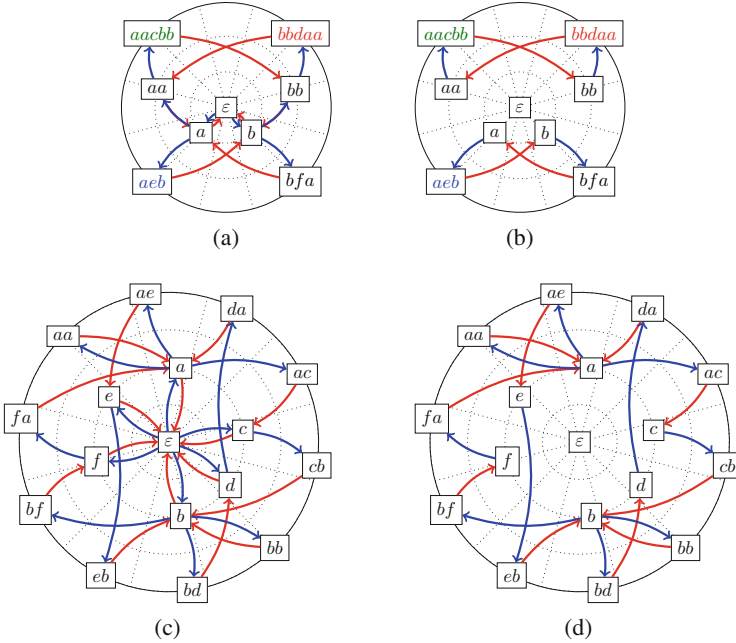 aacbb bbdaa
aa bb
ε
a b
aeb bfa
(a)
aacbb bbdaa
aa bb
ε
a b
aeb bfa
(b)
ae da
aa
a ac
e
fa c
ε
f cb
d
bf b
bb
eb bd
(c)
ae da
aa
a ac
e
fa c
ε
f cb
d
bf b
bb
eb bd
(d)